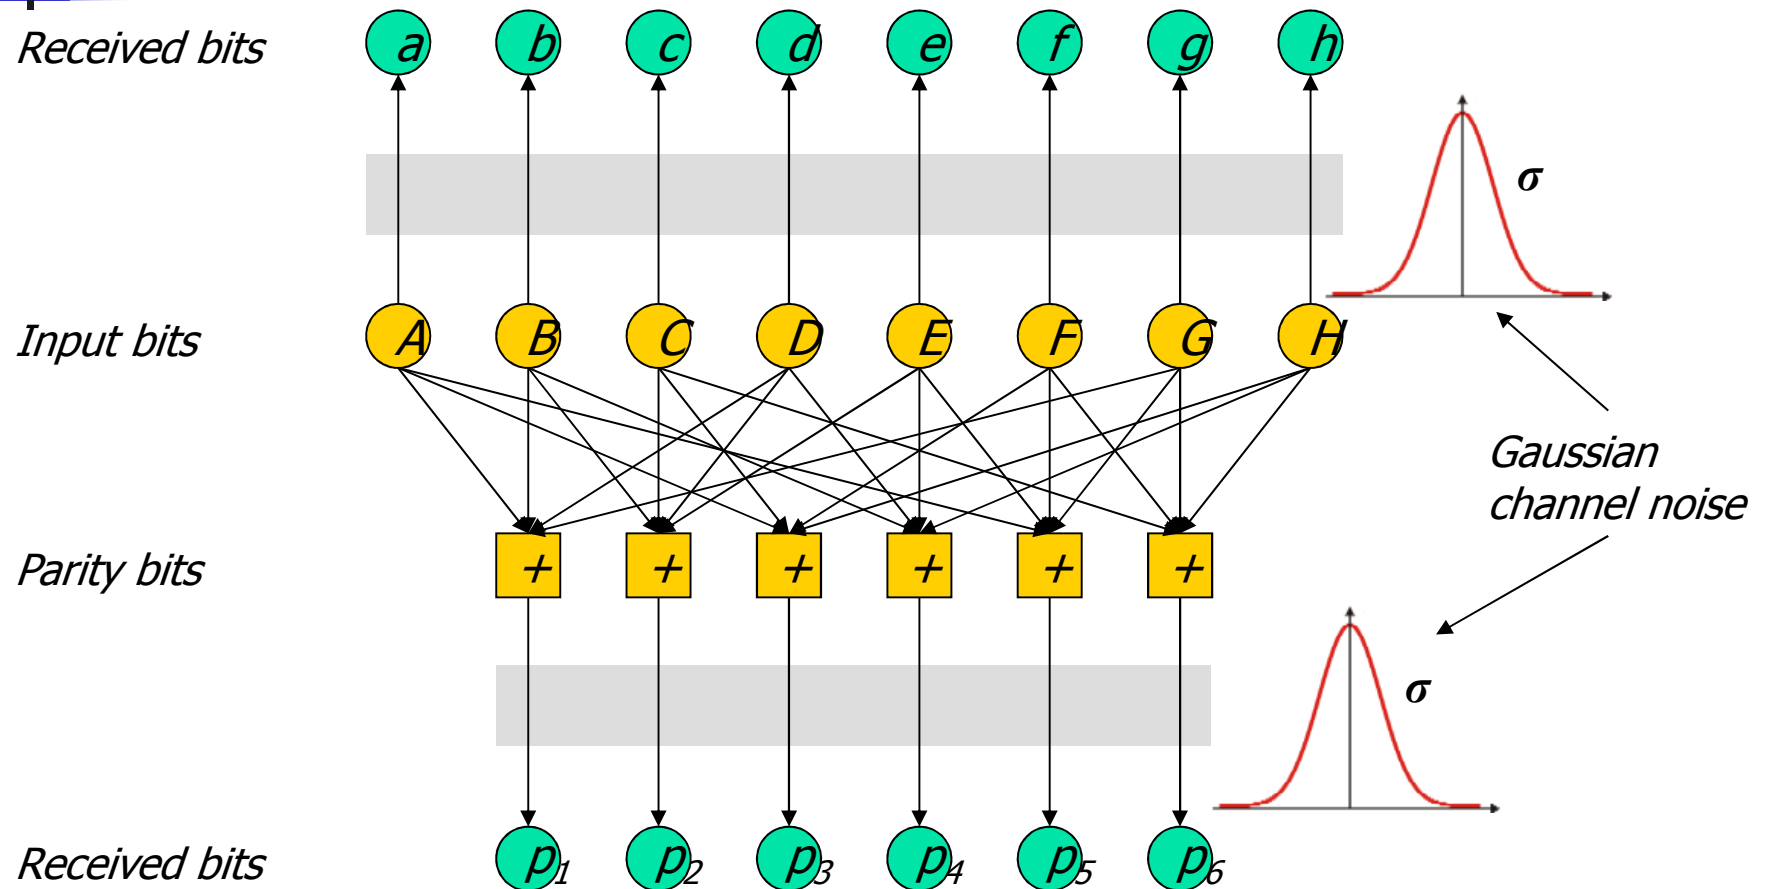 Received bits a b c d e f g h
σ
Input bits A B C D E F G H
Gaussian
channel noise
Parity bits + + + + + +
σ
Received bits p1 p2 p3 p4 p5 p6